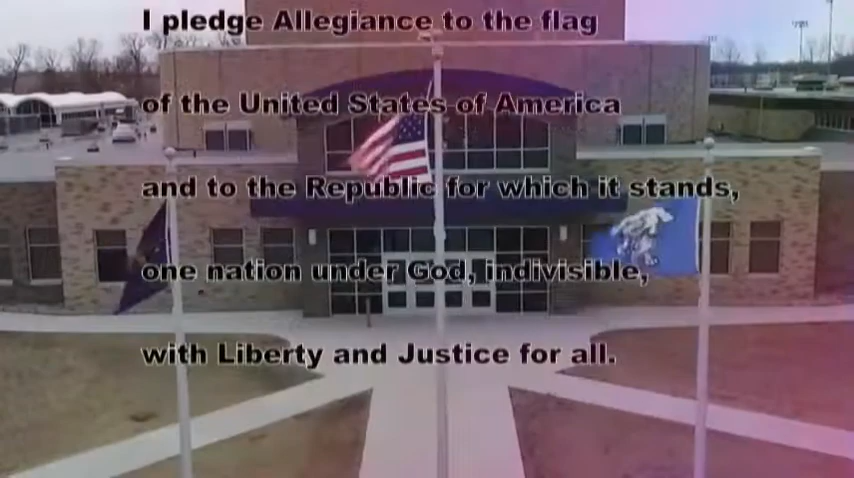 I pledge Allegiance to the flag
of the United States of America
and to the Republic for which it stands,
one nation under God, indivisible,
with Liberty and Justice for all.